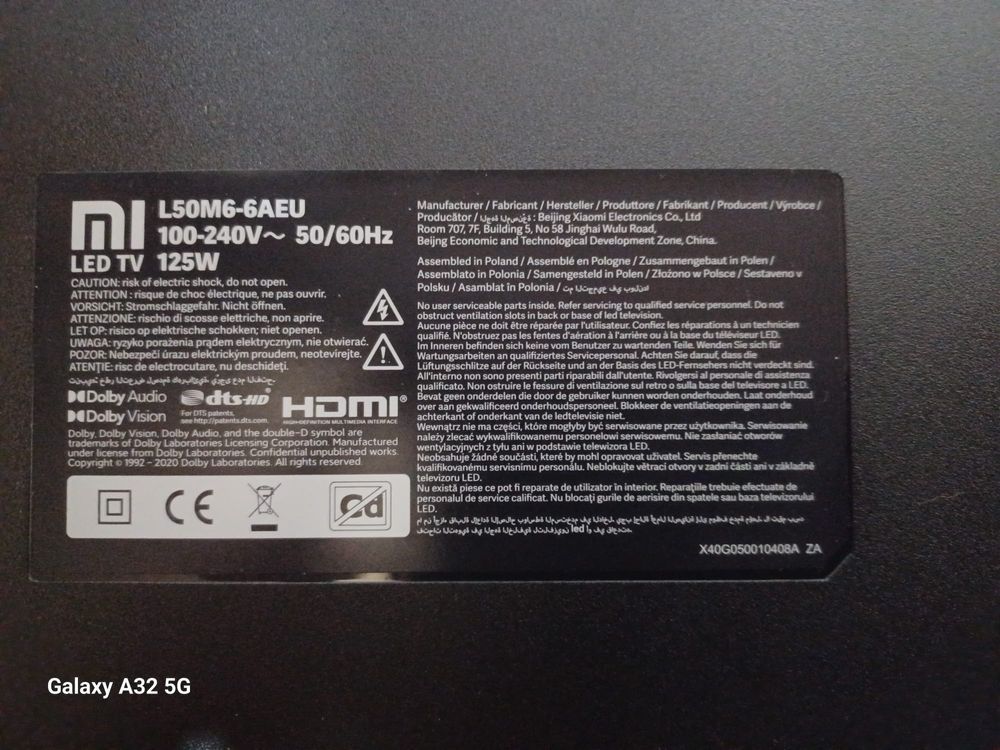 MI
L50M6-6AEU
100-240V~ 50/60Hz
LED TV 125W
CAUTION: risk of electric shock, do not open.
ATTENTION : risque de choc électrique, ne pas ouvrir.
VORSICHT: Stromschlaggefahr. Nicht öffnen.
ATTENZIONE: rischio di scosse elettriche, non aprire.
LET OP: risico op elektrische schokken; niet openen.
UWAGA: ryzyko porażenia prądem elektrycznym, nie otwierać.
POZOR: Nebezpečí úrazu elektrickým proudem, neotevírejte.
ATENȚIE: risc de electrocutare, nu deschideți.
Dolby Audio
Dolby Vision
dts-HD
For DTS patents,
see http://patents.dts.com.
HDMI®
HIGH-DEFINITION MULTIMEDIA INTERFACE
Dolby, Dolby Vision, Dolby Audio, and the double-D symbol are
trademarks of Dolby Laboratories Licensing Corporation. Manufactured
under license from Dolby Laboratories. Confidential unpublished works.
Copyright © 1992 – 2020 Dolby Laboratories. All rights reserved.
CE
Cd
Manufacturer / Fabricant / Hersteller / Produttore / Fabrikant / Producent / Výrobce /
Producător / : Beijing Xiaomi Electronics Co., Ltd
Room 707, 7F, Building 5, No 58 Jinghai Wulu Road,
Beijng Economic and Technological Development Zone, China.
Assembled in Poland / Assemblé en Pologne / Zusammengebaut in Polen /
Assemblato in Polonia / Samengesteld in Polen / Złożono w Polsce / Sestaveno v
Polsku / Asamblat în Polonia /
No user serviceable parts inside. Refer servicing to qualified service personnel. Do not
obstruct ventilation slots in back or base of led television.
Aucune pièce ne doit être réparée par l'utilisateur. Confiez les réparations à un technicien
qualifié. N'obstruez pas les fentes d'aération à l'arrière ou à la base du téléviseur LED.
Im Inneren befinden sich keine vom Benutzer zu wartenden Teile. Wenden Sie sich für
Wartungsarbeiten an qualifiziertes Servicepersonal. Achten Sie darauf, dass die
Lüftungsschlitze auf der Rückseite und an der Basis des LED-Fernsehers nicht verdeckt sind.
All'interno non sono presenti parti riparabili dall'utente. Rivolgersi al personale di assistenza
qualificato. Non ostruire le fessure di ventilazione sul retro o sulla base del televisore a LED.
Bevat geen onderdelen die door de gebruiker kunnen worden onderhouden. Laat onderhoud
over aan gekwalificeerd onderhoudspersoneel. Blokkeer de ventilatieopeningen aan de
achterkant of onderkant van de ledtelevisie niet.
Wewnątrz nie ma części, które mogłyby być serwisowane przez użytkownika. Serwisowanie
należy zlecać wykwalifikowanemu personelowi serwisowemu. Nie zasłaniać otworów
wentylacyjnych z tyłu ani w podstawie telewizora LED.
Neobsahuje žádné součásti, které by mohl opravovat uživatel. Servis přenechte
kvalifikovanému servisnímu personálu. Neblokujte větrací otvory v zadní části ani v základně
televizoru LED.
Nu există piese ce pot fi reparate de utilizator în interior. Reparațiile trebuie efectuate de
personalul de service calificat. Nu blocați gurile de aerisire din spatele sau baza televizorului
LED.
led
X40G050010408A ZA
Galaxy A32 5G